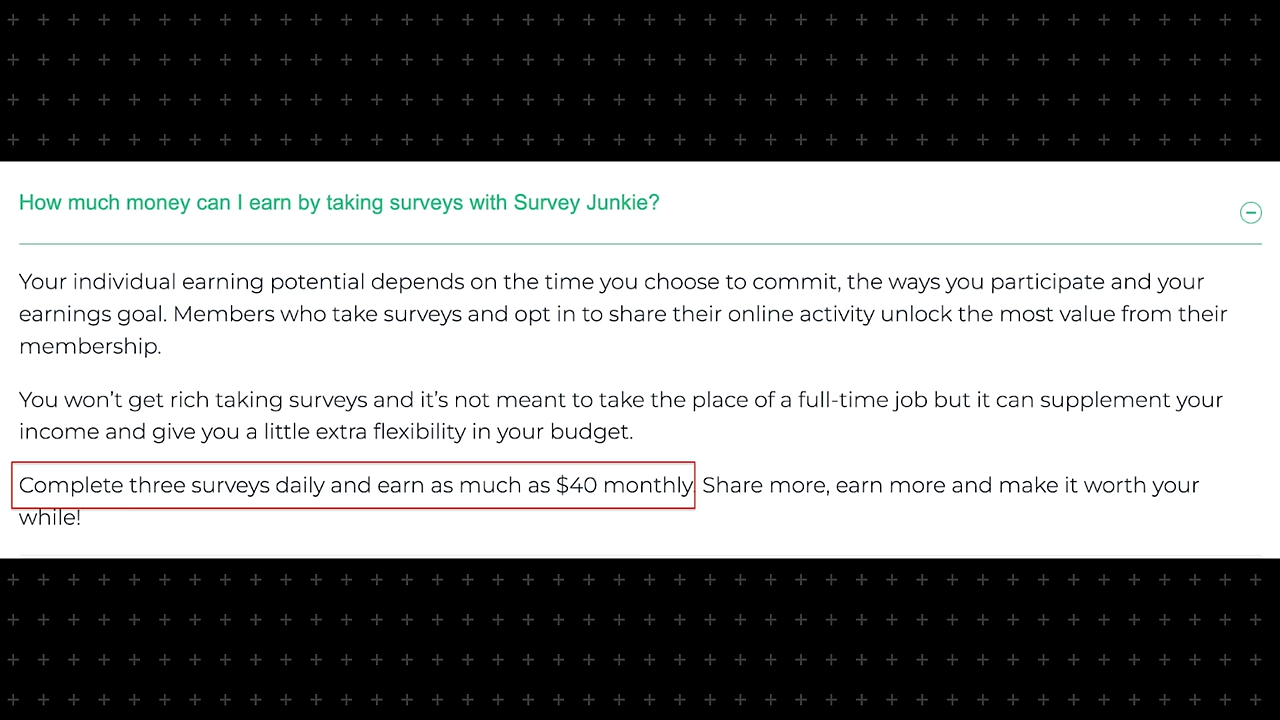 How much money can I earn by taking surveys with Survey Junkie?
Your individual earning potential depends on the time you choose to commit, the ways you participate and your
earnings goal. Members who take surveys and opt in to share their online activity unlock the most value from their
membership.
You won’t get rich taking surveys and it’s not meant to take the place of a full-time job but it can supplement your
income and give you a little extra flexibility in your budget.
Complete three surveys daily and earn as much as $40 monthly. Share more, earn more and make it worth your
while!